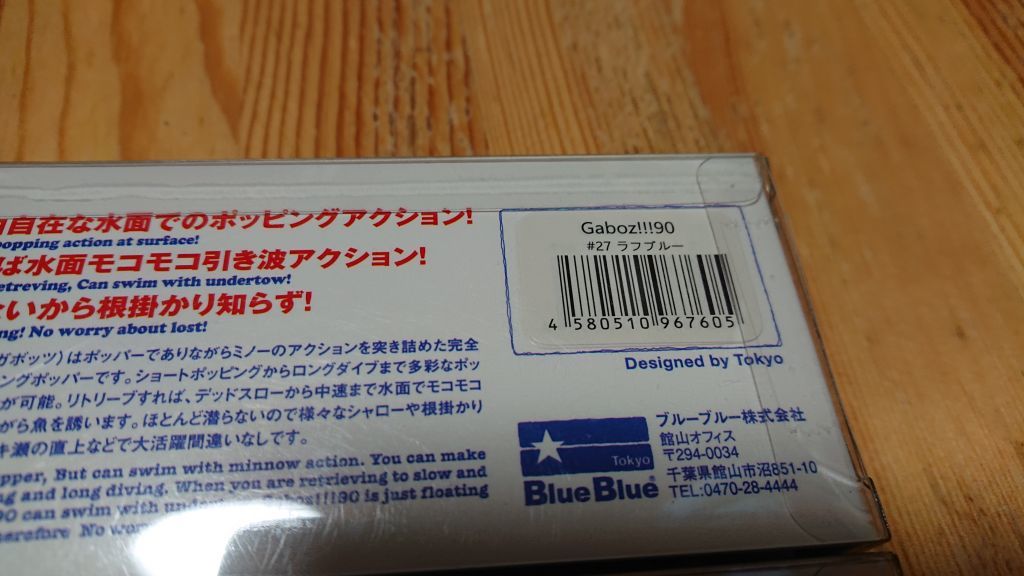 自在な水面でのポッピングアクション!
popping action at surface!
ば水面モコモコ引き波アクション!
retreving, Can swim with undertow!
いから根掛かり知らず!
ng! No worry about lost!
ガボッツ）はポッパーでありながらミノーのアクションを突き詰めた完全
ングポッパーです。ショートポッピングからロングダイブまで多彩なポッ
が可能。リトリーブすれば、デッドスローから中速まで水面でモコモコ
がら魚を誘います。ほとんど潜らないので様々なシャローや根掛かり
キ瀬の直上などで大活躍間違いなしです。
pper, But can swim with minnow action. You can make
ng and long diving. When you are retrieving to slow and
Gaboz!!!90 is just floating
90 can swim with
herefore No
Gaboz!!!90
#27 ラフブルー
4 580510 967605
Designed by Tokyo
Tokyo
BlueBlue®
ブルーブルー株式会社
館山オフィス
〒294-0034
千葉県館山市沼851-10
TEL:0470-28-4444